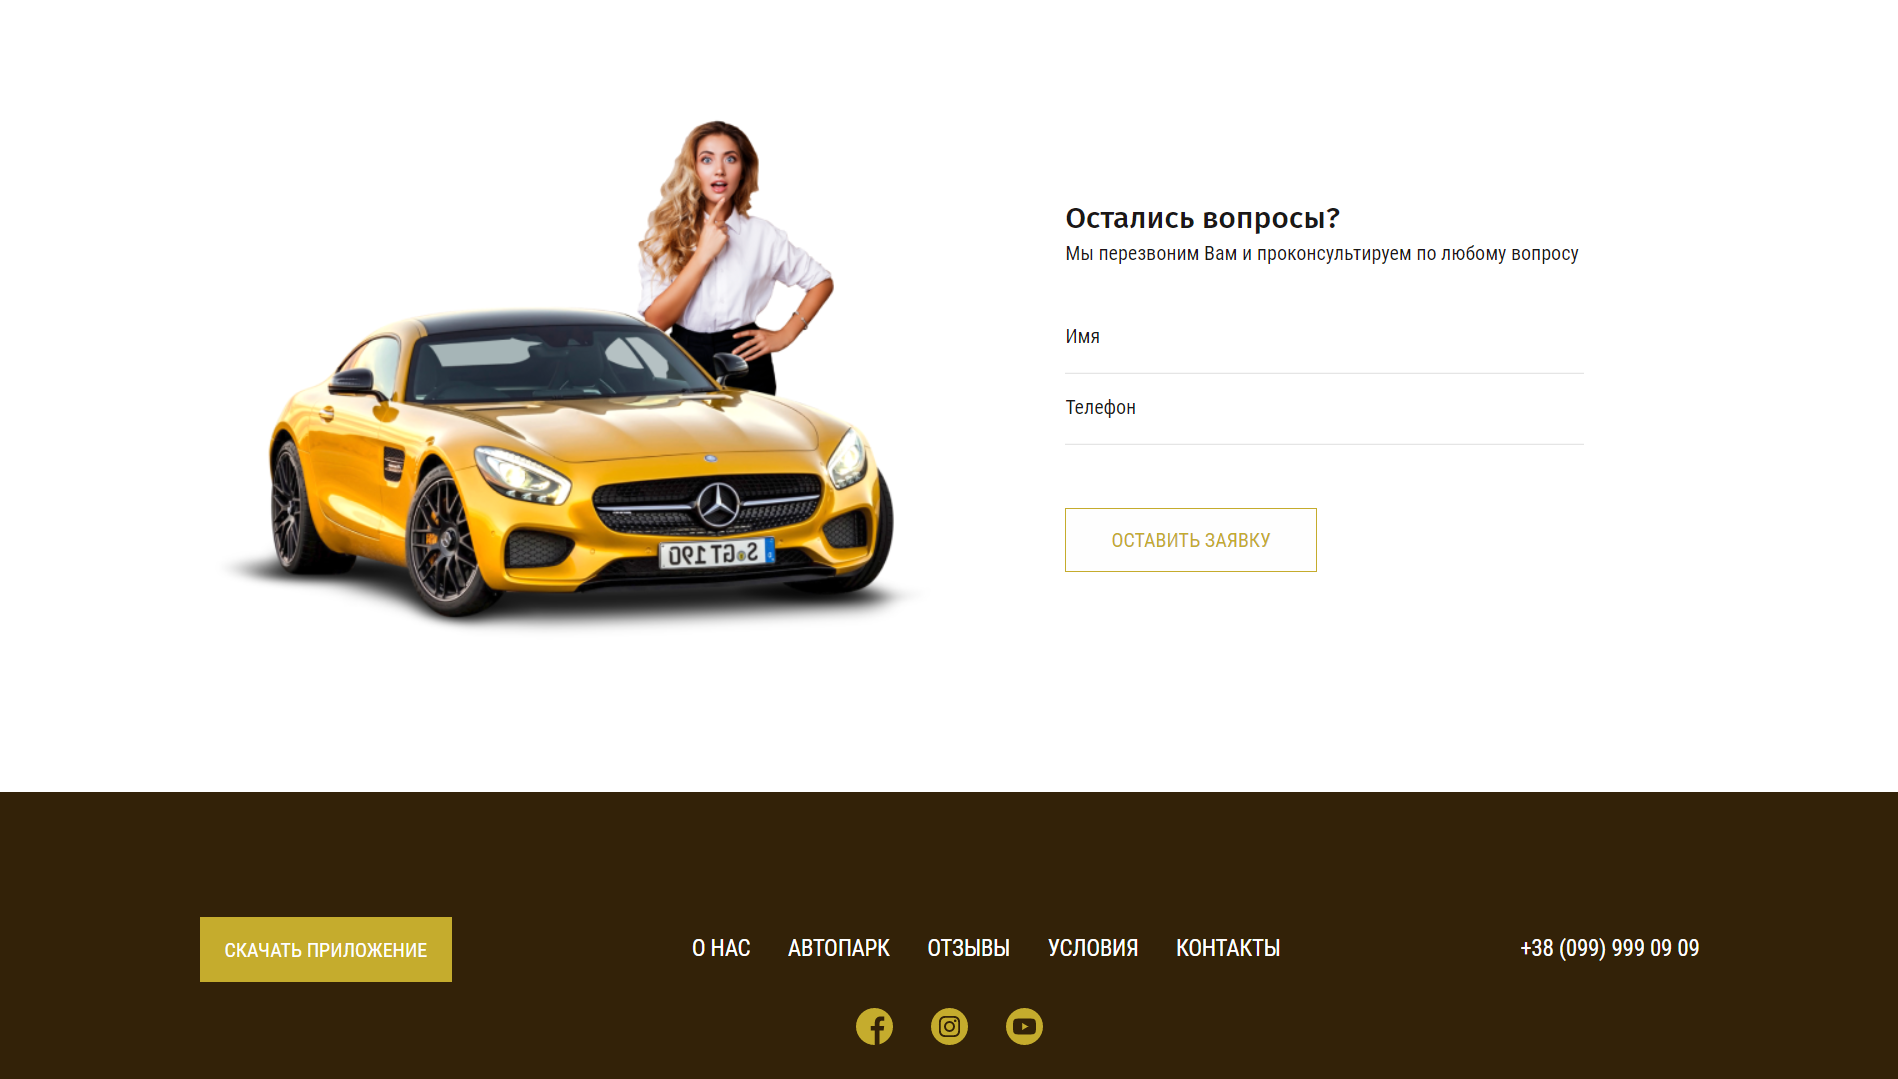 Остались вопросы?
Мы перезвоним Вам и проконсультируем по любому вопросу
Имя
Телефон
ОСТАВИТЬ ЗАЯВКУ
S GT 190
СКАЧАТЬ ПРИЛОЖЕНИЕ
О НАС АВТОПАРК ОТЗЫВЫ УСЛОВИЯ КОНТАКТЫ
+38 (099) 999 09 09